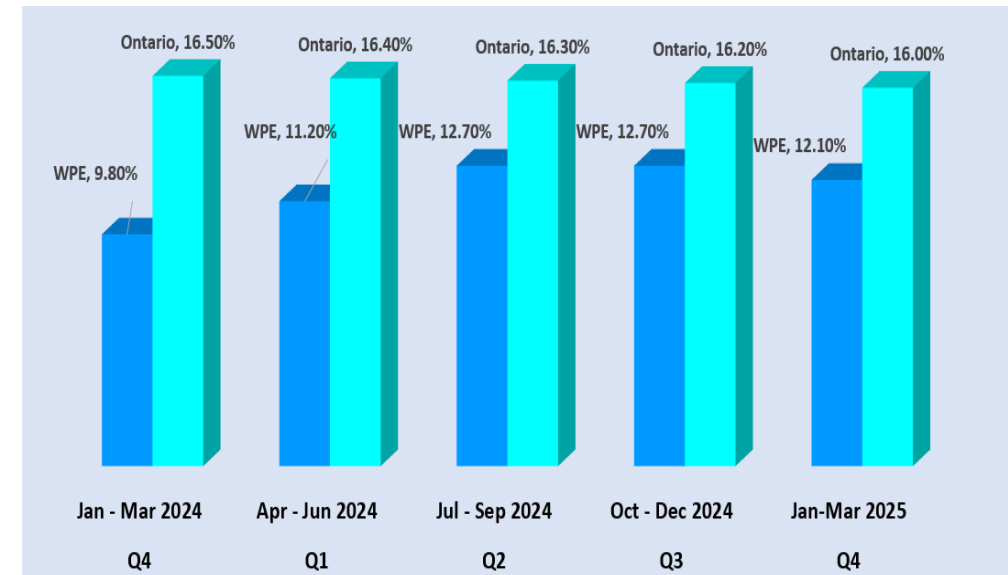 Ontario, 16.50%
WPE, 9.80%
Ontario, 16.40%
WPE, 11.20%
Ontario, 16.30%
WPE, 12.70%
Ontario, 16.20%
WPE, 12.70%
Ontario, 16.00%
WPE, 12.10%
Jan - Mar 2024
Apr - Jun 2024
Jul - Sep 2024
Oct - Dec 2024
Jan-Mar 2025
Q4
Q1
Q2
Q3
Q4